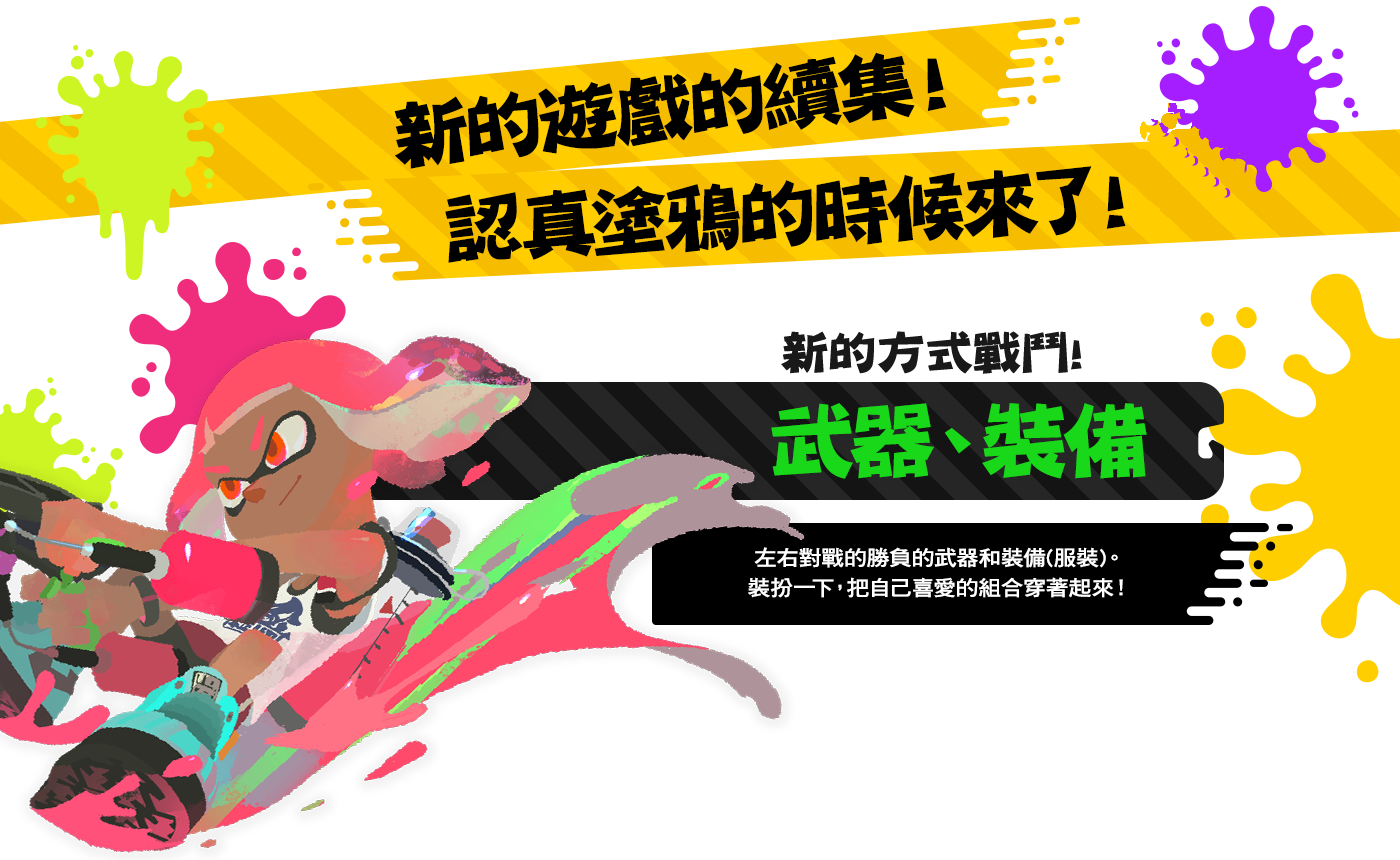 新的遊戲的續集！
認真塗鴉的時候來了！
新的方式戰鬥！
武器、裝備
左右對戰的勝負的武器和裝備(服裝)。
裝扮一下，把自己喜愛的組合穿著起來！